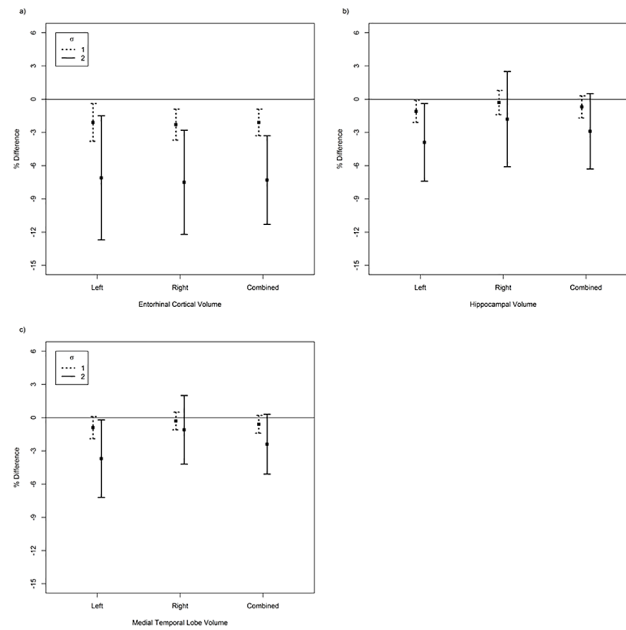 a)
σ
1
2
6
3
0
-3
-6
-9
-12
-15
% Difference
Left Right Combined
Entorhinal Cortical Volume
b)
6
3
0
-3
-6
-9
-12
-15
% Difference
Left Right Combined
Hippocampal Volume
c)
σ
1
2
6
3
0
-3
-6
-9
-12
-15
% Difference
Left Right Combined
Medial Temporal Lobe Volume